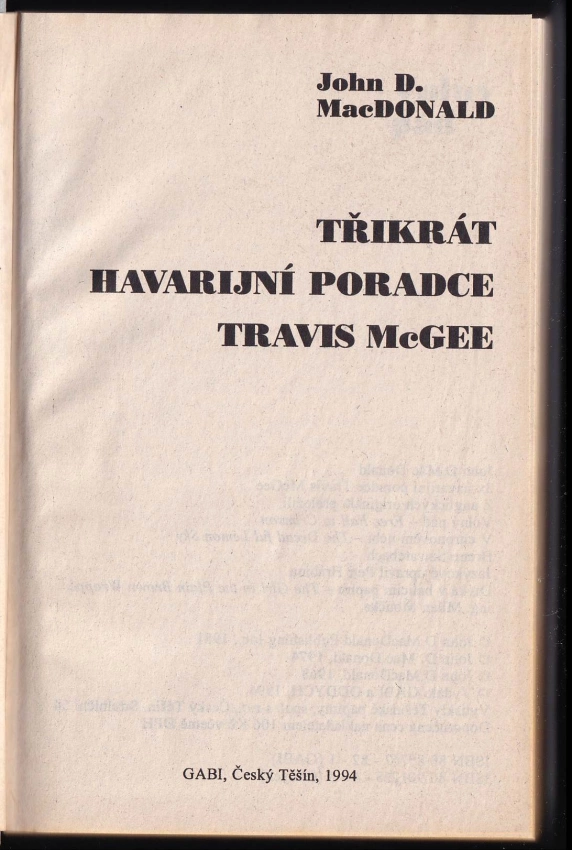 John D.
MacDONALD
TŘIKRÁT
HAVARIJNÍ PORADCE
TRAVIS McGEE
GABI, Český Těšín, 1994